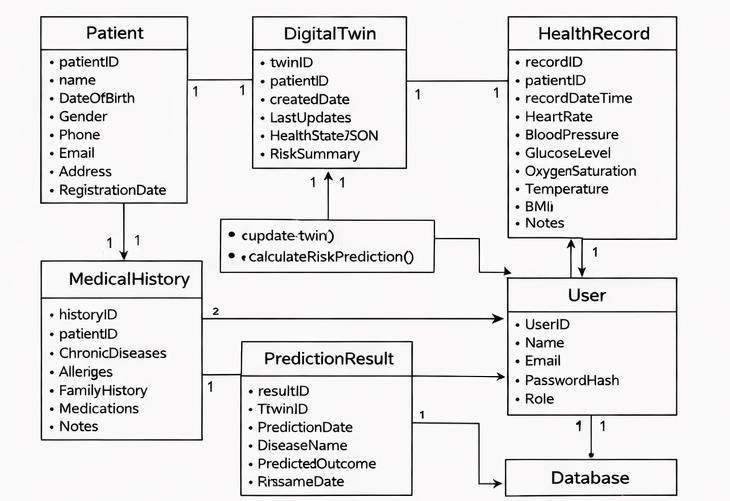 Patient
• patientID
• name
• DateOfBirth
• Gender
• Phone
• Email
• Address
• RegistrationDate
1
1
DigitalTwin
• twinID
• patientID
• createdDate
• LastUpdates
• HealthStateJSON
• RiskSummary
1
1
HealthRecord
• recordID
• patientID
• recordDateTime
• HeartRate
• BloodPressure
• GlucoseLevel
• OxygenSaturation
• Temperature
• BMIi
• Notes
1 1
• cupdate-twin)
• calculateRiskPrediction()
1 1
1
MedicalHistory
• historyID
• patientID
• ChronicDiseases
• Alleriges
• FamilyHistory
• Medications
• Notes
2
1
PredictionResult
• resultID
• TtwinID
• PredictionDate
• DiseaseName
• PredictedOutcome
• RissameDate
1
User
• UserID
• Name
• Email
• PasswordHash
• Role
1 1
Database